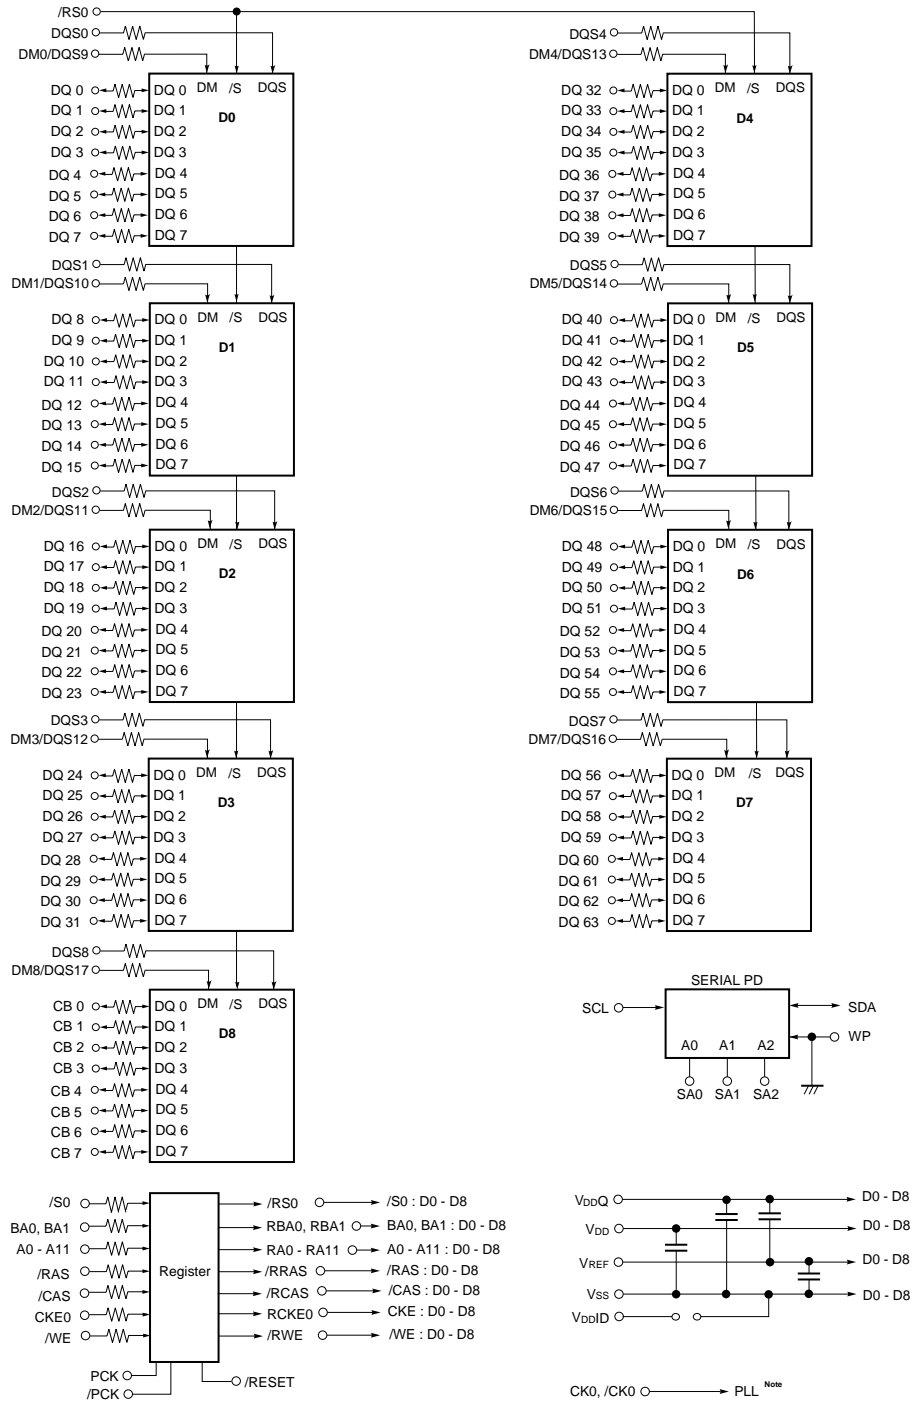 /RS0
DQS0
DM0/DQS9
DM /S DQS
D0
DQ 0 DQ 0
DQ 1 DQ 1
DQ 2 DQ 2
DQ 3 DQ 3
DQ 4 DQ 4
DQ 5 DQ 5
DQ 6 DQ 6
DQ 7 DQ 7
DQS1
DM1/DQS10
DM /S DQS
D1
DQ 8 DQ 0
DQ 9 DQ 1
DQ 10 DQ 2
DQ 11 DQ 3
DQ 12 DQ 4
DQ 13 DQ 5
DQ 14 DQ 6
DQ 15 DQ 7
DQS2
DM2/DQS11
DM /S DQS
D2
DQ 16 DQ 0
DQ 17 DQ 1
DQ 18 DQ 2
DQ 19 DQ 3
DQ 20 DQ 4
DQ 21 DQ 5
DQ 22 DQ 6
DQ 23 DQ 7
DQS3
DM3/DQS12
DM /S DQS
D3
DQ 24 DQ 0
DQ 25 DQ 1
DQ 26 DQ 2
DQ 27 DQ 3
DQ 28 DQ 4
DQ 29 DQ 5
DQ 30 DQ 6
DQ 31 DQ 7
DQS8
DM8/DQS17
DM /S DQS
D8
CB 0 DQ 0
CB 1 DQ 1
CB 2 DQ 2
CB 3 DQ 3
CB 4 DQ 4
CB 5 DQ 5
CB 6 DQ 6
CB 7 DQ 7
DQS4
DM4/DQS13
DM /S DQS
D4
DQ 32 DQ 0
DQ 33 DQ 1
DQ 34 DQ 2
DQ 35 DQ 3
DQ 36 DQ 4
DQ 37 DQ 5
DQ 38 DQ 6
DQ 39 DQ 7
DQS5
DM5/DQS14
DM /S DQS
D5
DQ 40 DQ 0
DQ 41 DQ 1
DQ 42 DQ 2
DQ 43 DQ 3
DQ 44 DQ 4
DQ 45 DQ 5
DQ 46 DQ 6
DQ 47 DQ 7
DQS6
DM6/DQS15
DM /S DQS
D6
DQ 48 DQ 0
DQ 49 DQ 1
DQ 50 DQ 2
DQ 51 DQ 3
DQ 52 DQ 4
DQ 53 DQ 5
DQ 54 DQ 6
DQ 55 DQ 7
DQS7
DM7/DQS16
DM /S DQS
D7
DQ 56 DQ 0
DQ 57 DQ 1
DQ 58 DQ 2
DQ 59 DQ 3
DQ 60 DQ 4
DQ 61 DQ 5
DQ 62 DQ 6
DQ 63 DQ 7
SERIAL PD
SCL SDA
WP
A0 A1 A2
SA0 SA1 SA2
/S0 /RS0 /S0 : D0 - D8
BA0, BA1 RBA0, RBA1 BA0, BA1 : D0 - D8
A0 - A11 RA0 - RA11 A0 - A11 : D0 - D8
/RAS Register /RRAS /RAS : D0 - D8
/CAS /RCAS /CAS : D0 - D8
CKE0 RCKE0 CKE : D0 - D8
/WE /RWE /WE : D0 - D8
PCK
/PCK
/RESET
VDDQ D0 - D8
VDD D0 - D8
VREF D0 - D8
VSS D0 - D8
VDDID
CK0, /CK0 PLL Note